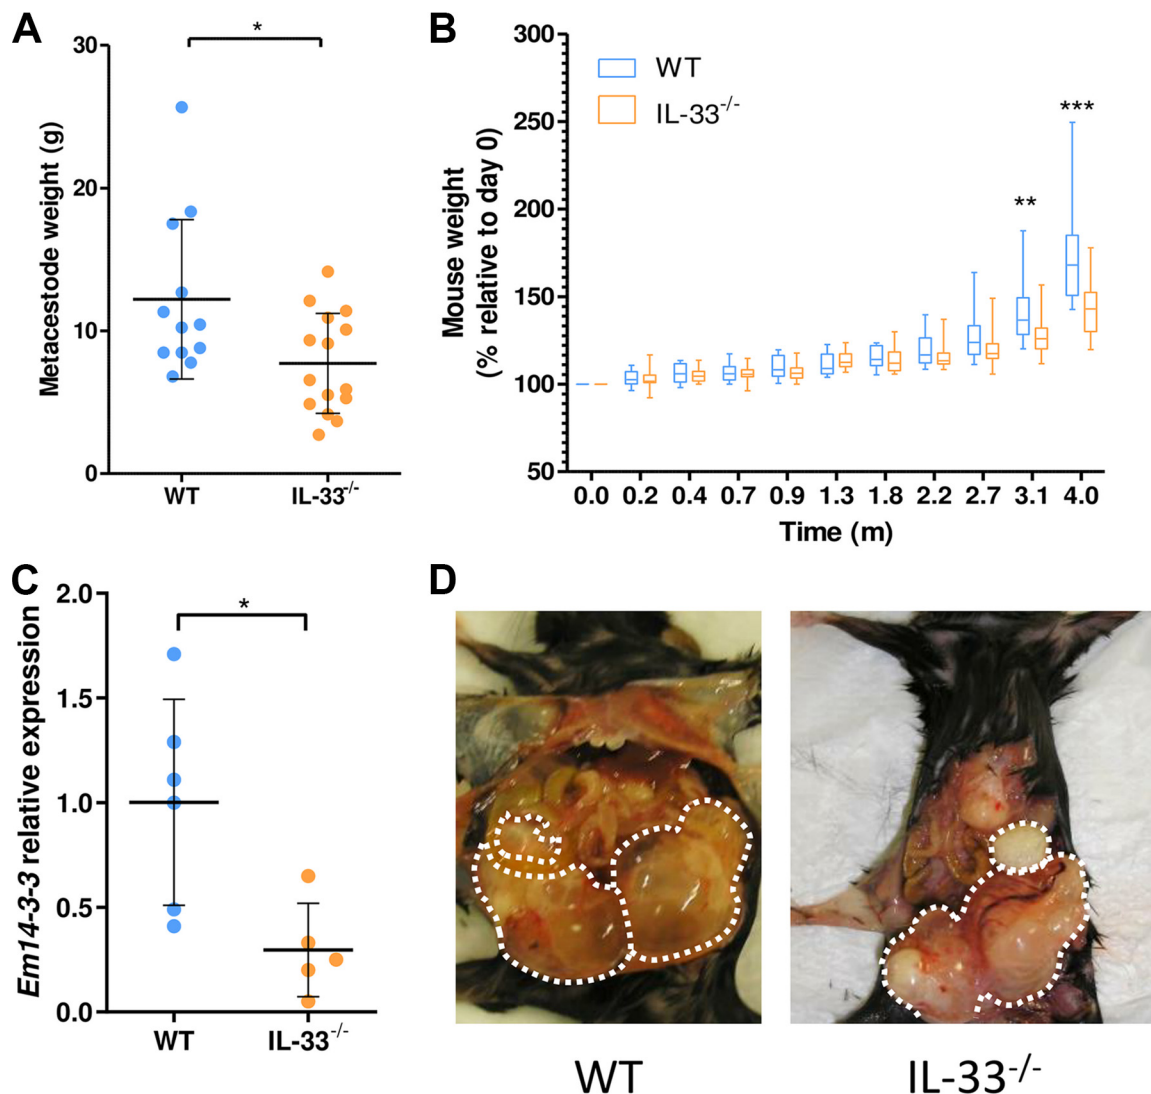 A
*
Metacestode weight (g)
30
20
10
0
WT
IL-33-/-
B
300
250
200
150
100
50
Mouse weight
(% relative to day 0)
WT
IL-33-/-
**
***
0.0 0.2 0.4 0.7 0.9 1.3 1.8 2.2 2.7 3.1 4.0
Time (m)
C
*
Em14-3-3 relative expression
2.0
1.5
1.0
0.5
0.0
WT
IL-33-/-
D
WT
IL-33-/-